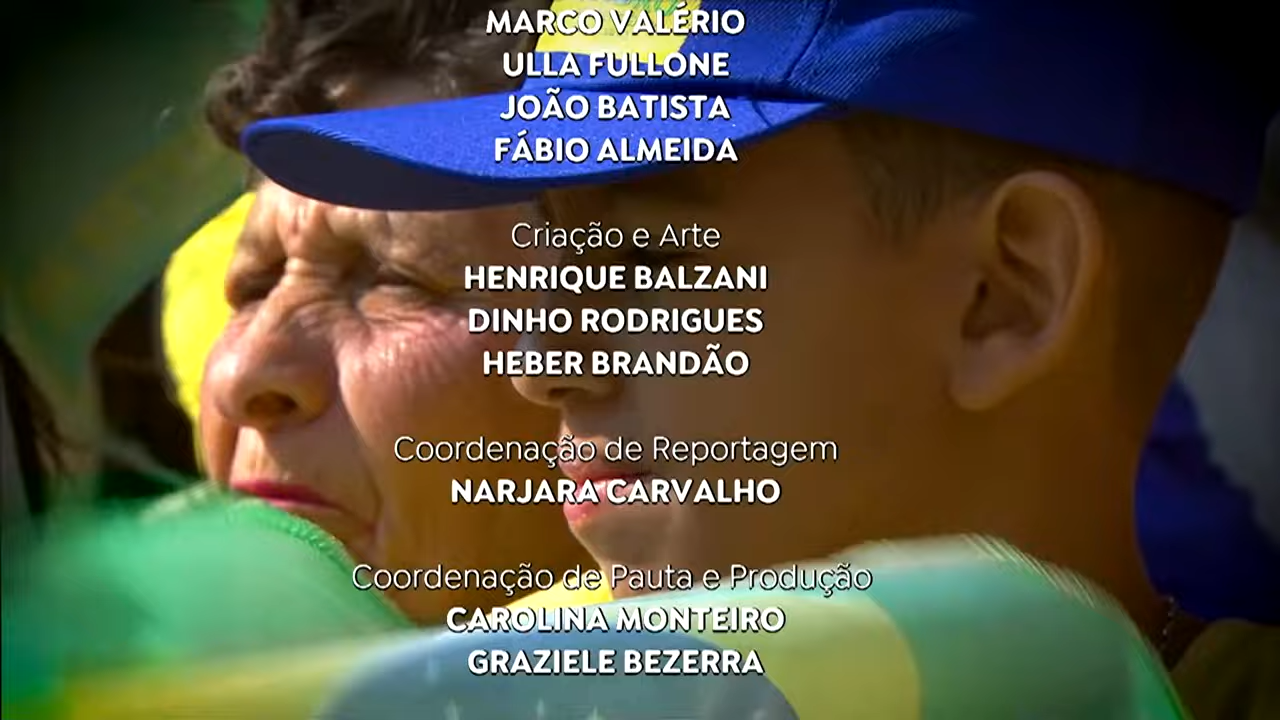 MARCO VALÉRIO
ULLA FULLONE
JOÃO BATISTA
FÁBIO ALMEIDA
Criação e Arte
HENRIQUE BALZANI
DINHO RODRIGUES
HEBER BRANDÃO
Coordenação de Reportagem
NARJARA CARVALHO
Coordenação de Pauta e Produção
CAROLINA MONTEIRO
GRAZIELE BEZERRA